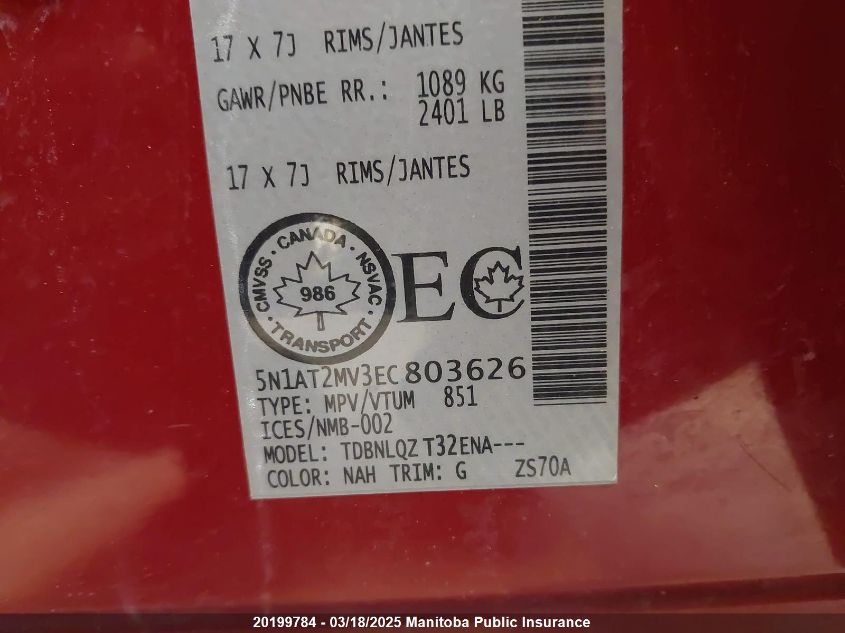 17 X 7J RIMS/JANTES
GAWR/PNBE RR.: 1089 KG
2401 LB
17 X 7J RIMS/JANTES
CMVSS · CANADA · NSVAC · TRANSPORT ·
986
EC
5N1AT2MV3EC803626
TYPE: MPV/VTUM 851
ICES/NMB-002
MODEL: TDBNLQZ T32ENA---
COLOR: NAH TRIM: G ZS70A
20199784 - 03/18/2025 Manitoba Public Insurance